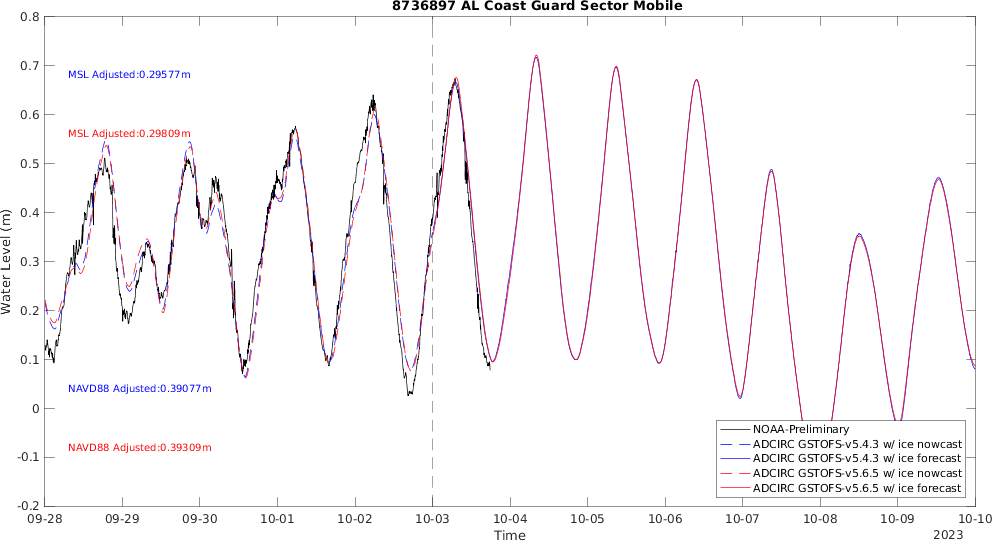 8736897 AL Coast Guard Sector Mobile
0.8
0.7
0.6
0.5
0.4
0.3
0.2
0.1
0
-0.1
-0.2
Water Level (m)
MSL Adjusted:0.29577m
MSL Adjusted:0.29809m
NAVD88 Adjusted:0.39077m
NAVD88 Adjusted:0.39309m
NOAA-Preliminary
ADCIRC GSTOFS-v5.4.3 w/ ice nowcast
ADCIRC GSTOFS-v5.4.3 w/ ice forecast
ADCIRC GSTOFS-v5.6.5 w/ ice nowcast
ADCIRC GSTOFS-v5.6.5 w/ ice forecast
09-28 09-29 09-30 10-01 10-02 10-03 10-04 10-05 10-06 10-07 10-08 10-09 10-10
Time
2023